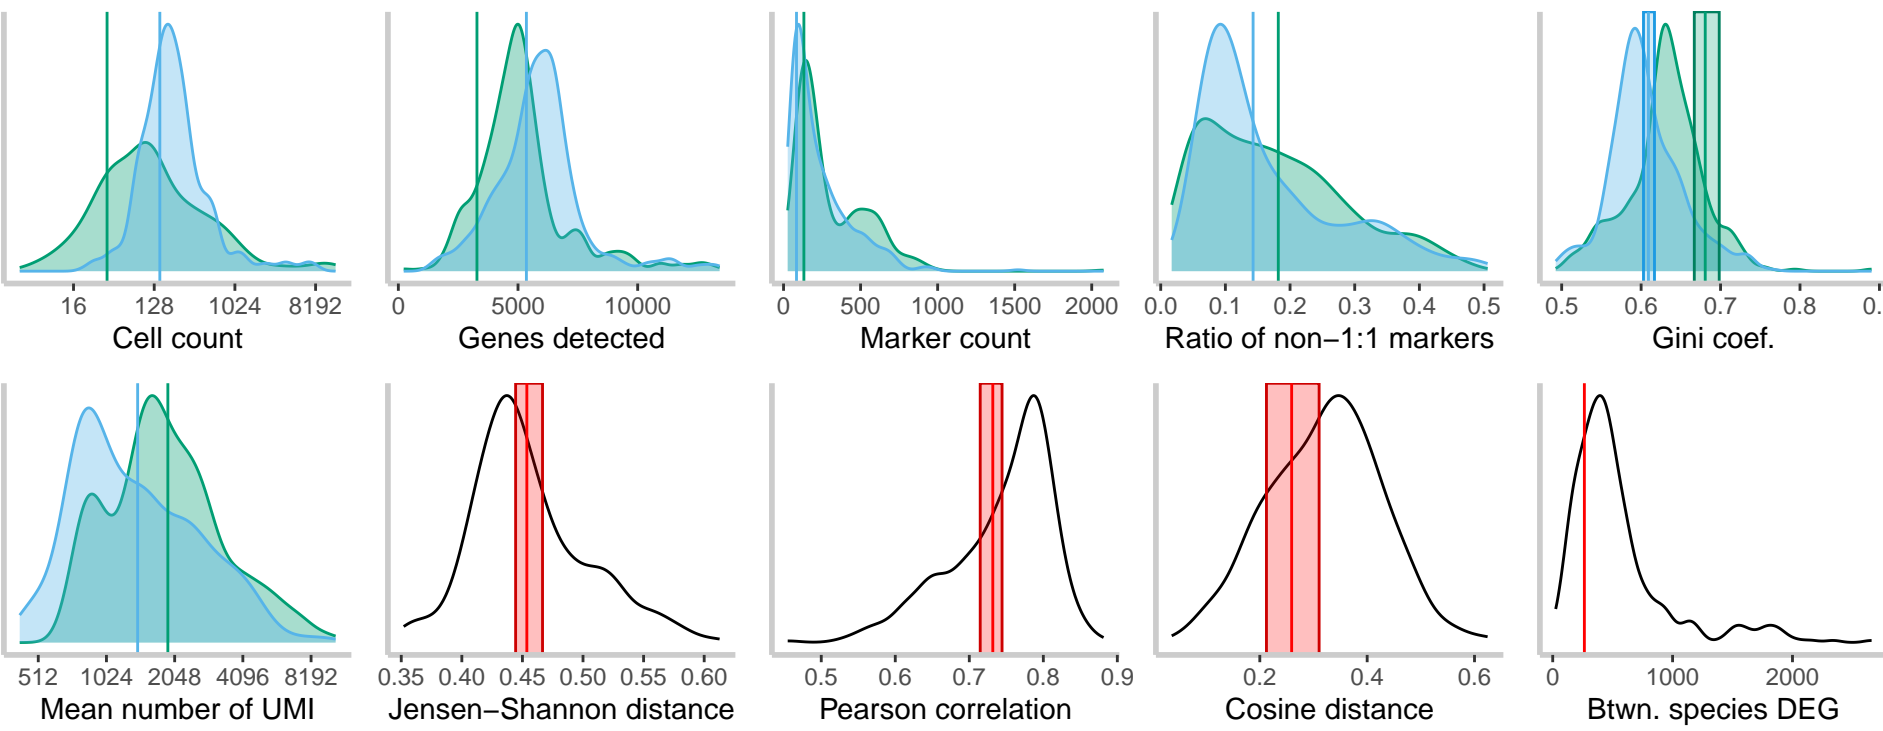 16 128 1024 8192
Cell count
0 5000 10000
Genes detected
0 500 1000 1500 2000
Marker count
0.0 0.1 0.2 0.3 0.4 0.5
Ratio of non−1:1 markers
0.5 0.6 0.7 0.8 0.
Gini coef.
512 1024 2048 4096 8192
Mean number of UMI
0.35 0.40 0.45 0.50 0.55 0.60
Jensen−Shannon distance
0.5 0.6 0.7 0.8 0.9
Pearson correlation
0.2 0.4 0.6
Cosine distance
0 1000 2000
Btwn. species DEG